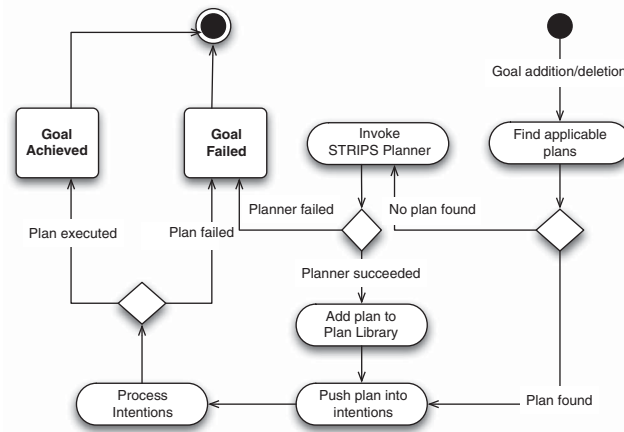 Goal addition/deletion
Goal
Achieved
Goal
Failed
Invoke
STRIPS Planner
Find applicable
plans
Plan executed
Plan failed
Planner failed
No plan found
Planner succeeded
Add plan to
Plan Library
Process
Intentions
Push plan into
intentions
Plan found